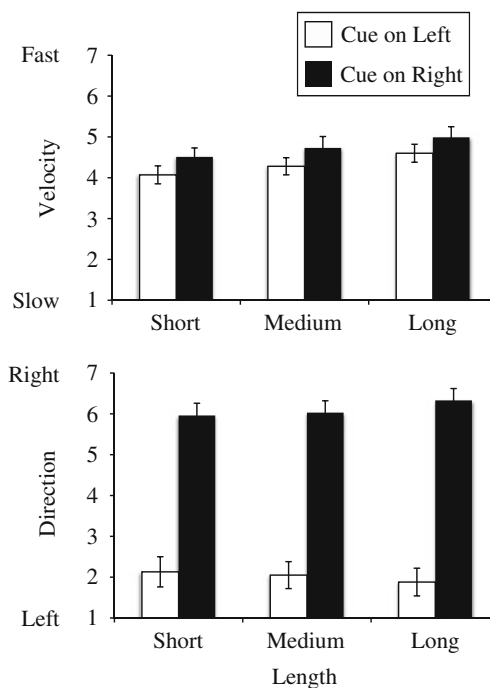 Cue on Left
Cue on Right
Fast 7
6
5
4
3
2
Slow 1
Velocity
Short Medium Long
Right 7
6
5
4
3
2
Left 1
Direction
Short Medium Long
Length